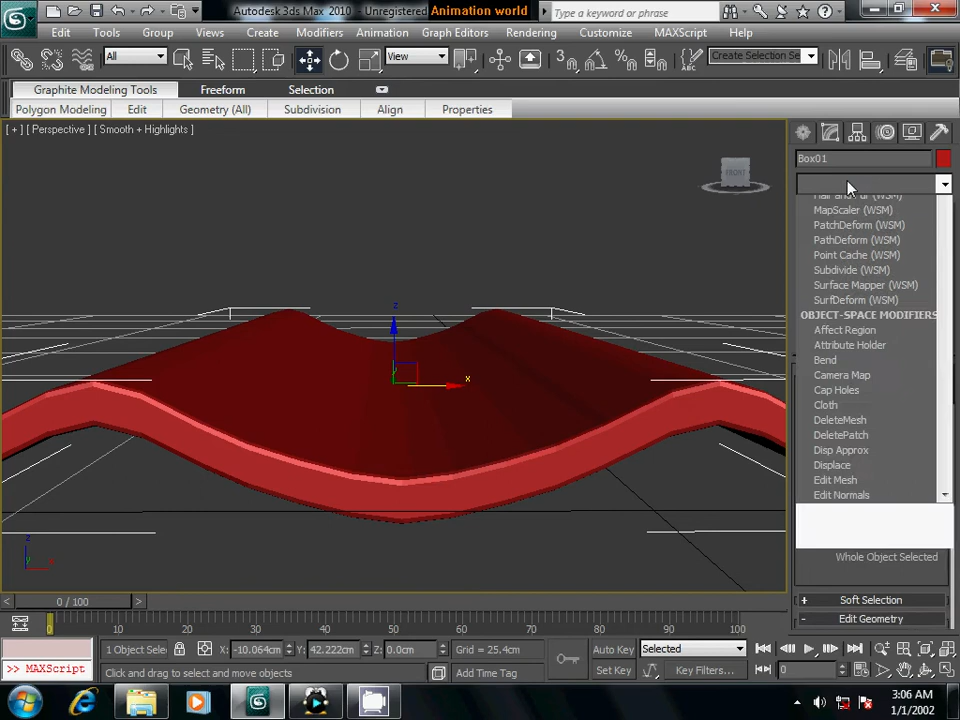 Autodesk 3ds Max 2010 - Unregistered
Animation world
Type a keyword or phrase
Edit Tools Group Views Create Modifiers Animation Graph Editors Rendering Customize MAXScript Help
All
View
3
Create Selection Se
Graphite Modeling Tools Freeform Selection
Polygon Modeling Edit Geometry (All) Subdivision Align Properties
[ + ] [ Perspective ] [ Smooth + Highlights ]
FRONT
Box01
MapScaler (WSM)
PatchDeform (WSM)
PathDeform (WSM)
Point Cache (WSM)
Subdivide (WSM)
Surface Mapper (WSM)
SurfDeform (WSM)
OBJECT-SPACE MODIFIERS
Affect Region
Attribute Holder
Bend
Camera Map
Cap Holes
Cloth
DeleteMesh
DeletePatch
Disp Approx
Displace
Edit Mesh
Edit Normals
Whole Object Selected
+ Soft Selection
- Edit Geometry
z
x
y
z
x
< 0 / 100 >
0 10 20 30 40 50 60 70 80 90 100
1 Object Sele X: -10.064cm Y: 42.222cm Z: 0.0cm Grid = 25.4cm Auto Key Selected
>> MAXScript Click and drag to select and move objects Add Time Tag Set Key Key Filters... 0
3:06 AM
1/1/2002